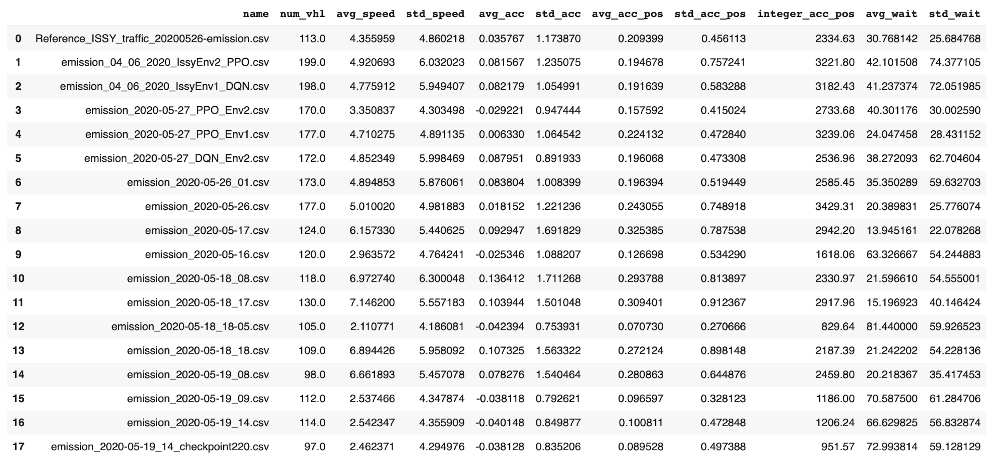 name num_vhl avg_speed std_speed avg_acc std_acc avg_acc_pos std_acc_pos integer_acc_pos avg_wait std_wait
0 Reference_ISSY_traffic_20200526-emission.csv 113.0 4.355959 4.860218 0.035767 1.173870 0.209399 0.456113 2334.63 30.768142 25.684768
1 emission_04_06_2020_IssyEnv2_PPO.csv 199.0 4.920693 6.032023 0.081567 1.235075 0.194678 0.757241 3221.80 42.101508 74.377105
2 emission_04_06_2020_IssyEnv1_DQN.csv 198.0 4.775912 5.949407 0.082179 1.054991 0.191639 0.583288 3182.43 41.237374 72.051985
3 emission_2020-05-27_PPO_Env2.csv 170.0 3.350837 4.303498 -0.029221 0.947444 0.157592 0.415024 2733.68 40.301176 30.002590
4 emission_2020-05-27_PPO_Env1.csv 177.0 4.710275 4.891135 0.006330 1.064542 0.224132 0.472840 3239.06 24.047458 28.431152
5 emission_2020-05-27_DQN_Env2.csv 172.0 4.852349 5.998469 0.087951 0.891933 0.196068 0.473308 2536.96 38.272093 62.704604
6 emission_2020-05-26_01.csv 173.0 4.894853 5.876061 0.083804 1.008399 0.196394 0.519449 2585.45 35.350289 59.632703
7 emission_2020-05-26.csv 177.0 5.010020 4.981883 0.018152 1.221236 0.243055 0.748918 3429.31 20.389831 25.776074
8 emission_2020-05-17.csv 124.0 6.157330 5.440625 0.092947 1.691829 0.325385 0.787538 2942.20 13.945161 22.078268
9 emission_2020-05-16.csv 120.0 2.963572 4.764241 -0.025346 1.088207 0.126698 0.534290 1618.06 63.326667 54.244883
10 emission_2020-05-18_08.csv 118.0 6.972740 6.300048 0.136412 1.711268 0.293788 0.813897 2330.97 21.596610 54.555001
11 emission_2020-05-18_17.csv 130.0 7.146200 5.557183 0.103944 1.501048 0.309401 0.912367 2917.96 15.196923 40.146424
12 emission_2020-05-18_18-05.csv 105.0 2.110771 4.186081 -0.042394 0.753931 0.070730 0.270666 829.64 81.440000 59.926523
13 emission_2020-05-18_18.csv 109.0 6.894426 5.958092 0.107325 1.563322 0.272124 0.898148 2187.39 21.242202 54.228136
14 emission_2020-05-19_08.csv 98.0 6.661893 5.457078 0.078276 1.540464 0.280863 0.644876 2459.80 20.218367 35.417453
15 emission_2020-05-19_09.csv 112.0 2.537466 4.347874 -0.038118 0.792621 0.096597 0.328123 1186.00 70.587500 61.284706
16 emission_2020-05-19_14.csv 114.0 2.542347 4.355909 -0.040148 0.849877 0.100811 0.472848 1206.24 66.629825 56.832874
17 emission_2020-05-19_14_checkpoint220.csv 97.0 2.462371 4.294976 -0.038128 0.835206 0.089528 0.497388 951.57 72.993814 59.128129